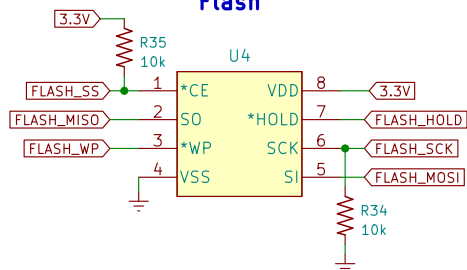 Flash
3.3V
R35
10k
U4
FLASH_SS 1 *CE VDD 8 3.3V
FLASH_MISO 2 SO *HOLD 7 FLASH_HOLD
FLASH_WP 3 *WP SCK 6 FLASH_SCK
4 VSS SI 5 FLASH_MOSI
R34
10k